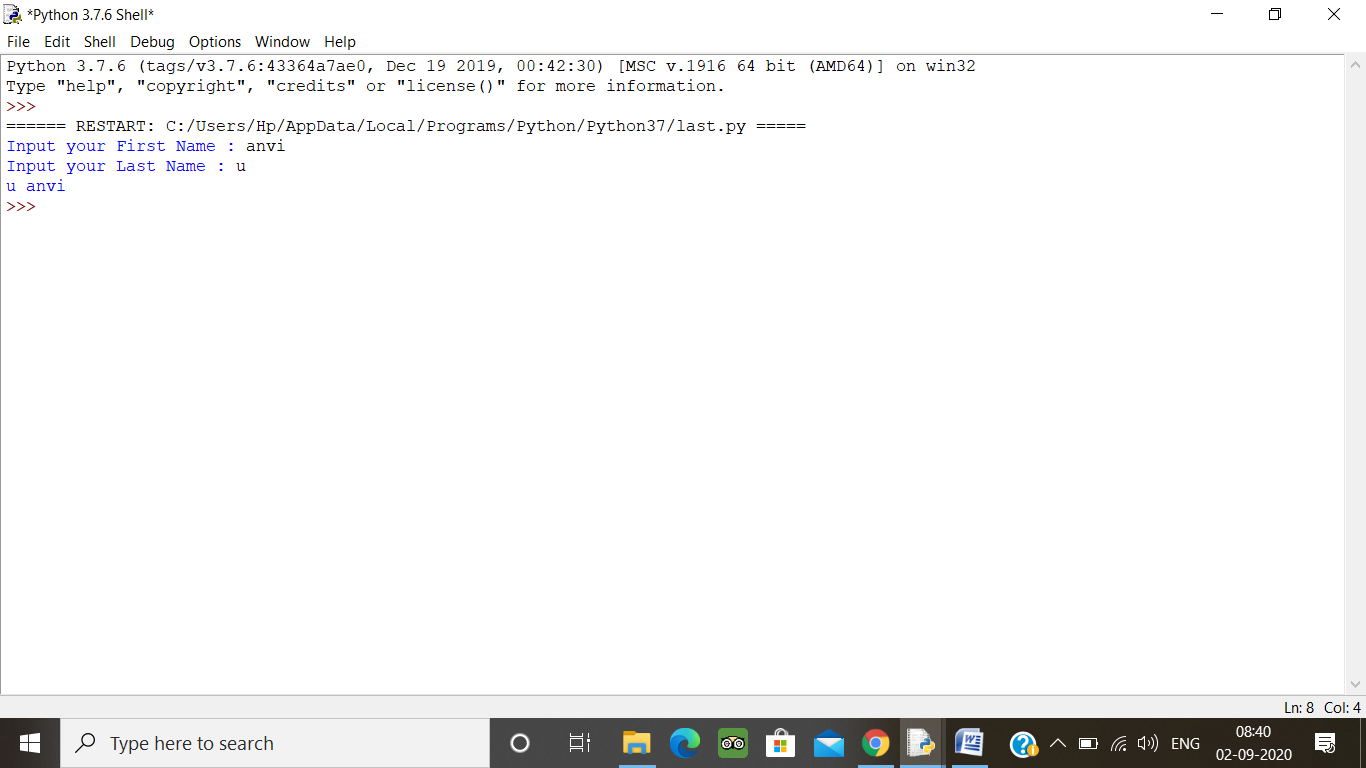 *Python 3.7.6 Shell*
File Edit Shell Debug Options Window Help
Python 3.7.6 (tags/v3.7.6:43364a7ae0, Dec 19 2019, 00:42:30) [MSC v.1916 64 bit (AMD64)] on win32
Type "help", "copyright", "credits" or "license()" for more information.
>>>
====== RESTART: C:/Users/Hp/AppData/Local/Programs/Python/Python37/last.py =====
Input your First Name : anvi
Input your Last Name : u
u anvi
>>>
Ln: 8 Col: 4
Type here to search
ENG
08:40
02-09-2020